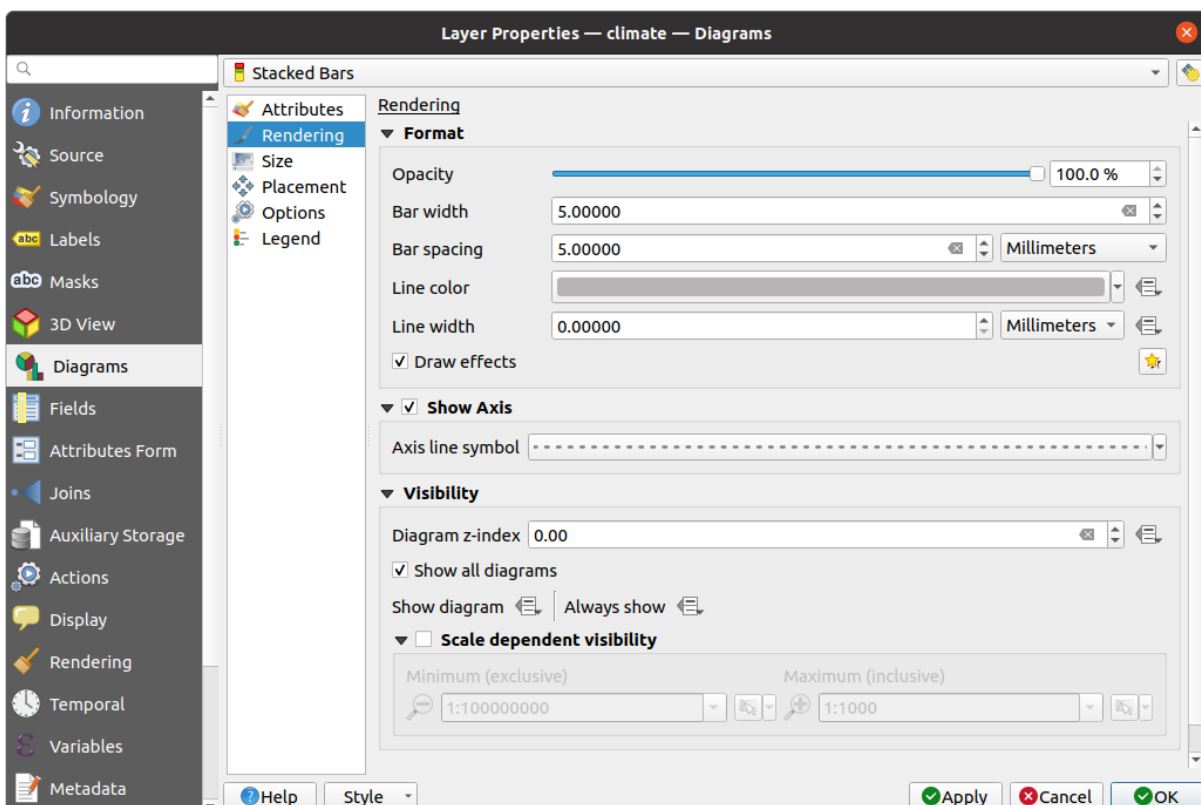 Layer Properties — climate — Diagrams
Stacked Bars
Information
Source
Symbology
abc Labels
abc Masks
3D View
Diagrams
Fields
Attributes Form
Joins
Auxiliary Storage
Actions
Display
Rendering
Temporal
Variables
Metadata
Attributes
Rendering
Size
Placement
Options
Legend
Rendering
Format
Opacity 100.0 %
Bar width 5.00000
Bar spacing 5.00000 Millimeters
Line color
Line width 0.00000 Millimeters
Draw effects
Show Axis
Axis line symbol
Visibility
Diagram z-index 0.00
Show all diagrams
Show diagram Always show
Scale dependent visibility
Minimum (exclusive) Maximum (inclusive)
1:100000000 1:1000
Help Style Apply Cancel OK